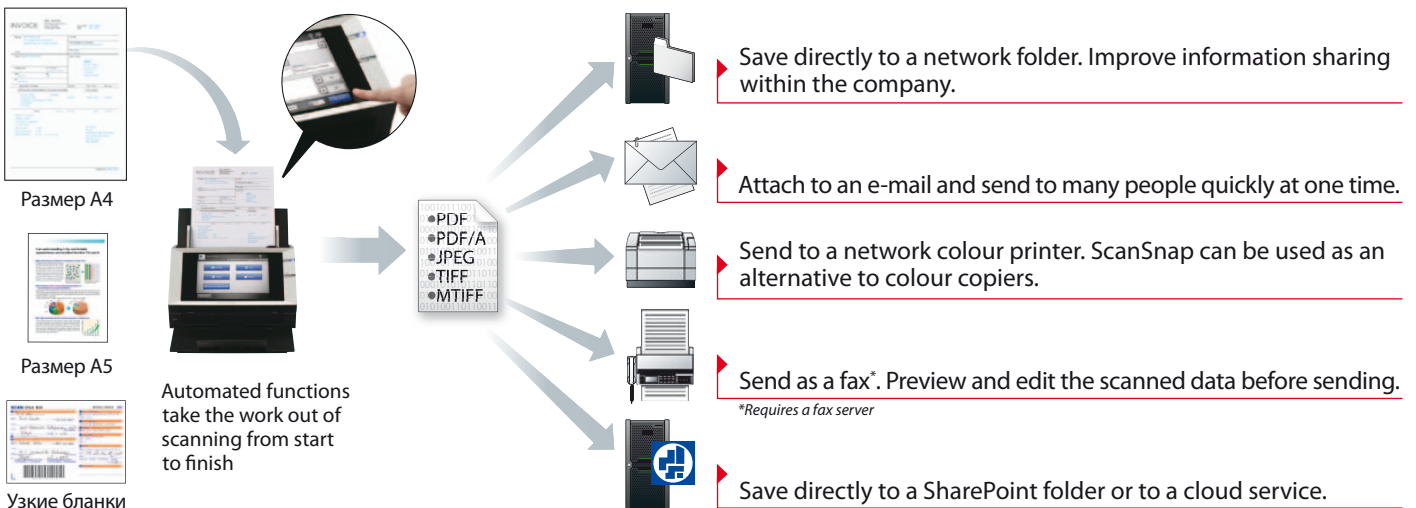 INVOICE
Размер А4
Размер А5
Узкие бланки
INVOICE
Automated functions
take the work out of
scanning from start
to finish
PDF
PDF/A
JPEG
TIFF
MTIFF
Save directly to a network folder. Improve information sharing
within the company.
Attach to an e-mail and send to many people quickly at one time.
Send to a network colour printer. ScanSnap can be used as an
alternative to colour copiers.
Send as a fax*. Preview and edit the scanned data before sending.
*Requires a fax server
Save directly to a SharePoint folder or to a cloud service.